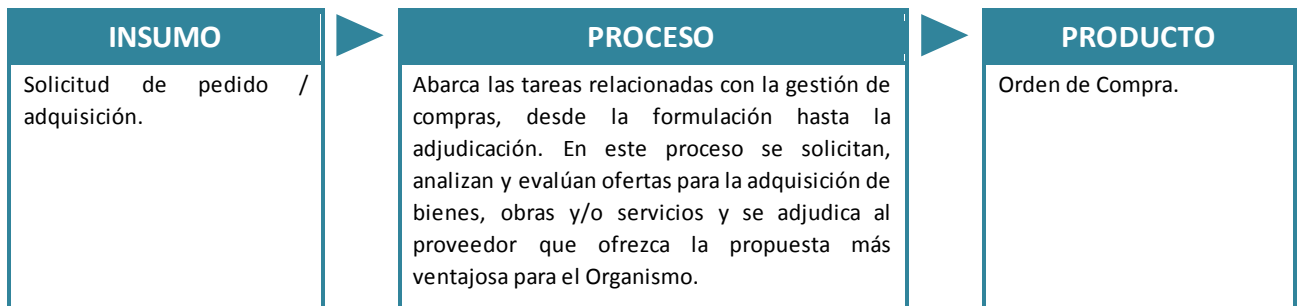 INSUMO
Solicitud de pedido /
adquisición.
PROCESO
Abarca las tareas relacionadas con la gestión de
compras, desde la formulación hasta la
adjudicación. En este proceso se solicitan,
analizan y evalúan ofertas para la adquisición de
bienes, obras y/o servicios y se adjudica al
proveedor que ofrezca la propuesta más
ventajosa para el Organismo.
PRODUCTO
Orden de Compra.